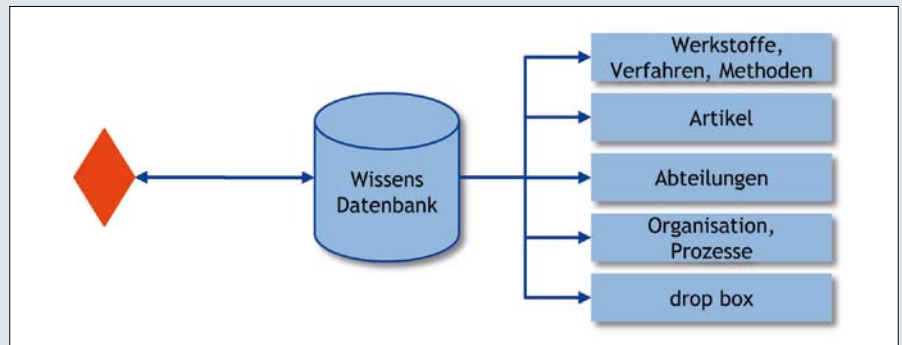 Wissens
Datenbank
Werkstoffe,
Verfahren, Methoden
Artikel
Abteilungen
Organisation,
Prozesse
drop box